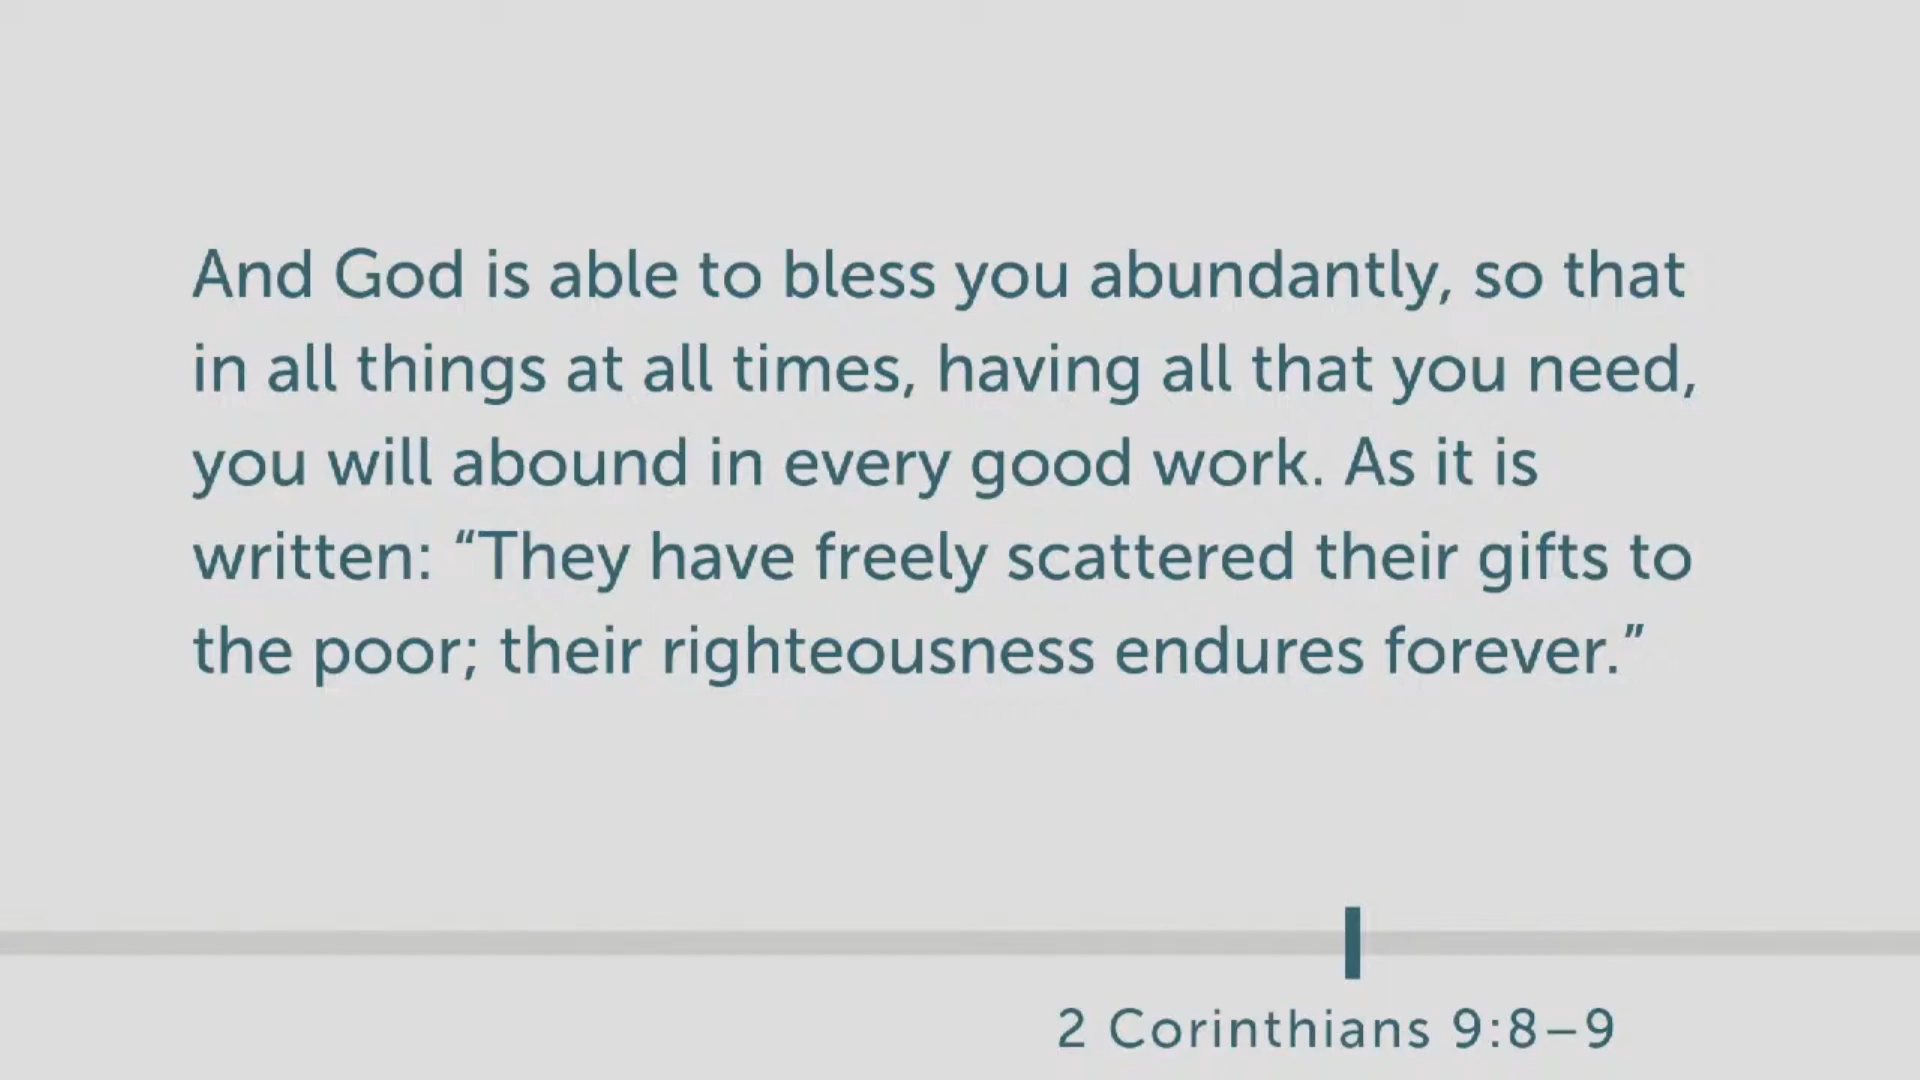 And God is able to bless you abundantly, so that
in all things at all times, having all that you need,
you will abound in every good work. As it is
written: “They have freely scattered their gifts to
the poor; their righteousness endures forever.”
2 Corinthians 9:8–9